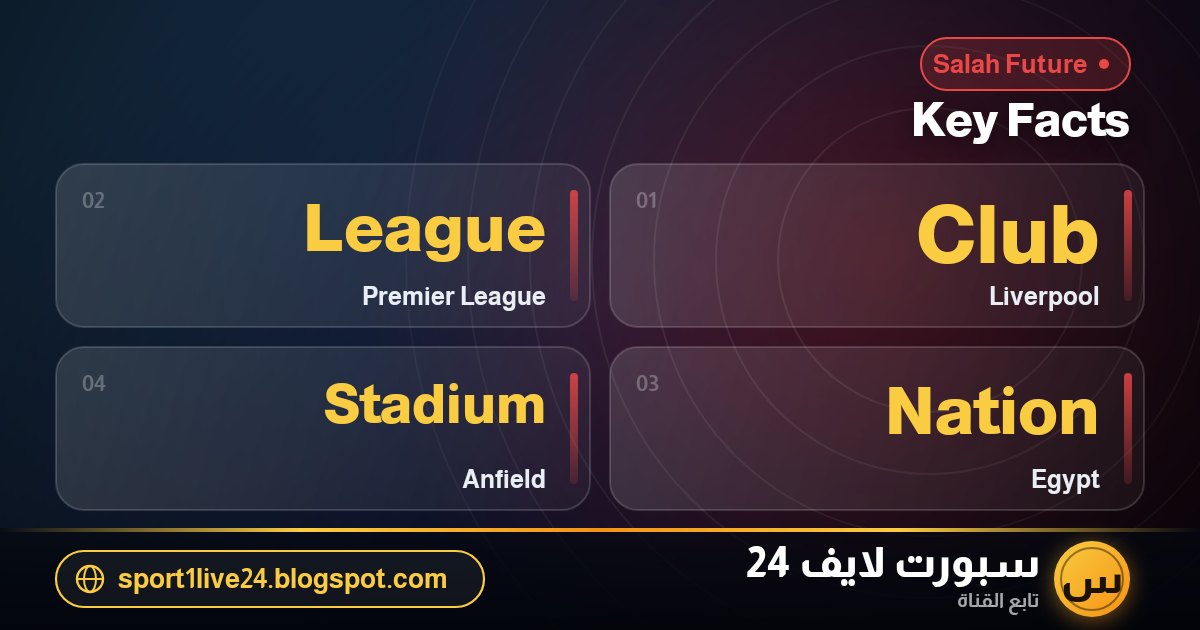 Salah Future
Key Facts
01
Club
Liverpool
02
League
Premier League
03
Nation
Egypt
04
Stadium
Anfield
سبورت لايف 24
تابع القناة
س
sport1live24.blogspot.com